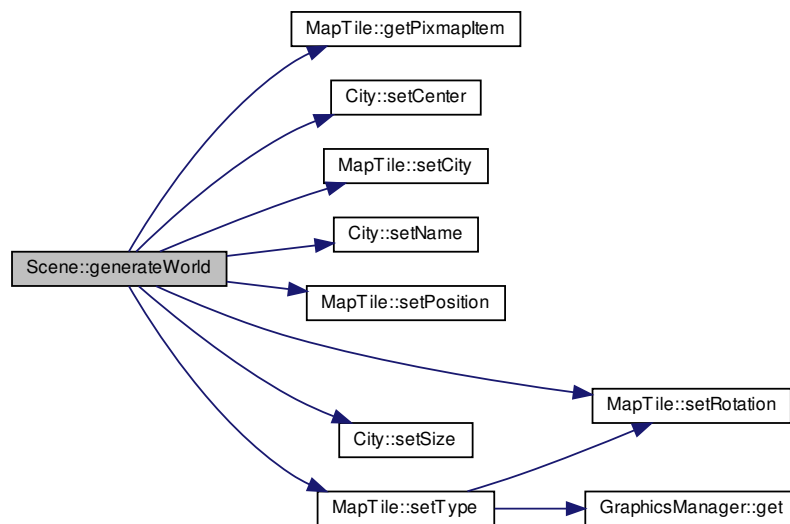 MapTile::getPixmapItem
City::setCenter
MapTile::setCity
City::setName
Scene::generateWorld
MapTile::setPosition
MapTile::setRotation
City::setSize
MapTile::setType
GraphicsManager::get